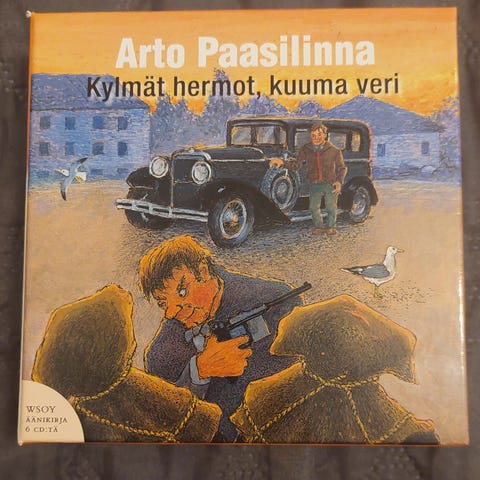 Arto Paasilinna
Kylmät hermot, kuuma veri
WSOY
ÄÄNIKIRJA
6 CD:TÄ